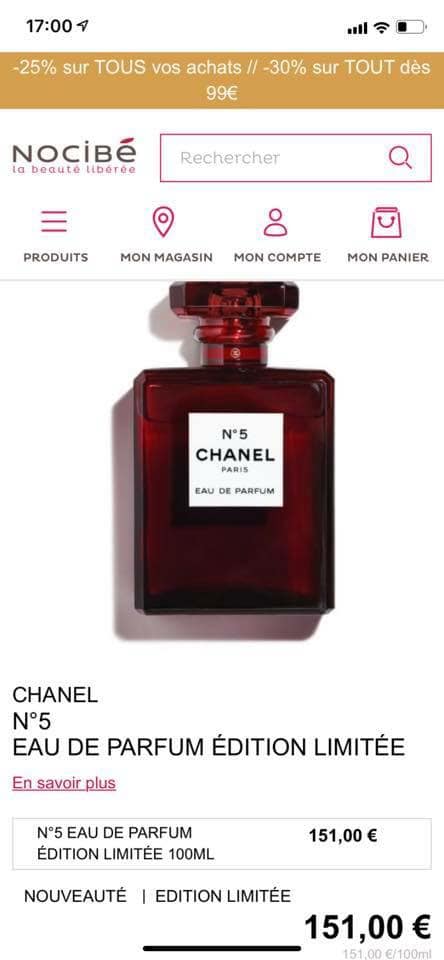 17:00
-25% sur TOUS vos achats // -30% sur TOUT dès
99€
NOCIBÉ
la beauté libérée
Rechercher
PRODUITS
MON MAGASIN
MON COMPTE
MON PANIER
N°5
CHANEL
PARIS
EAU DE PARFUM
CHANEL
N°5
EAU DE PARFUM ÉDITION LIMITÉE
En savoir plus
N°5 EAU DE PARFUM
ÉDITION LIMITÉE 100ML
151,00 €
NOUVEAUTÉ | EDITION LIMITÉE
151,00 €
151,00 €/100ml